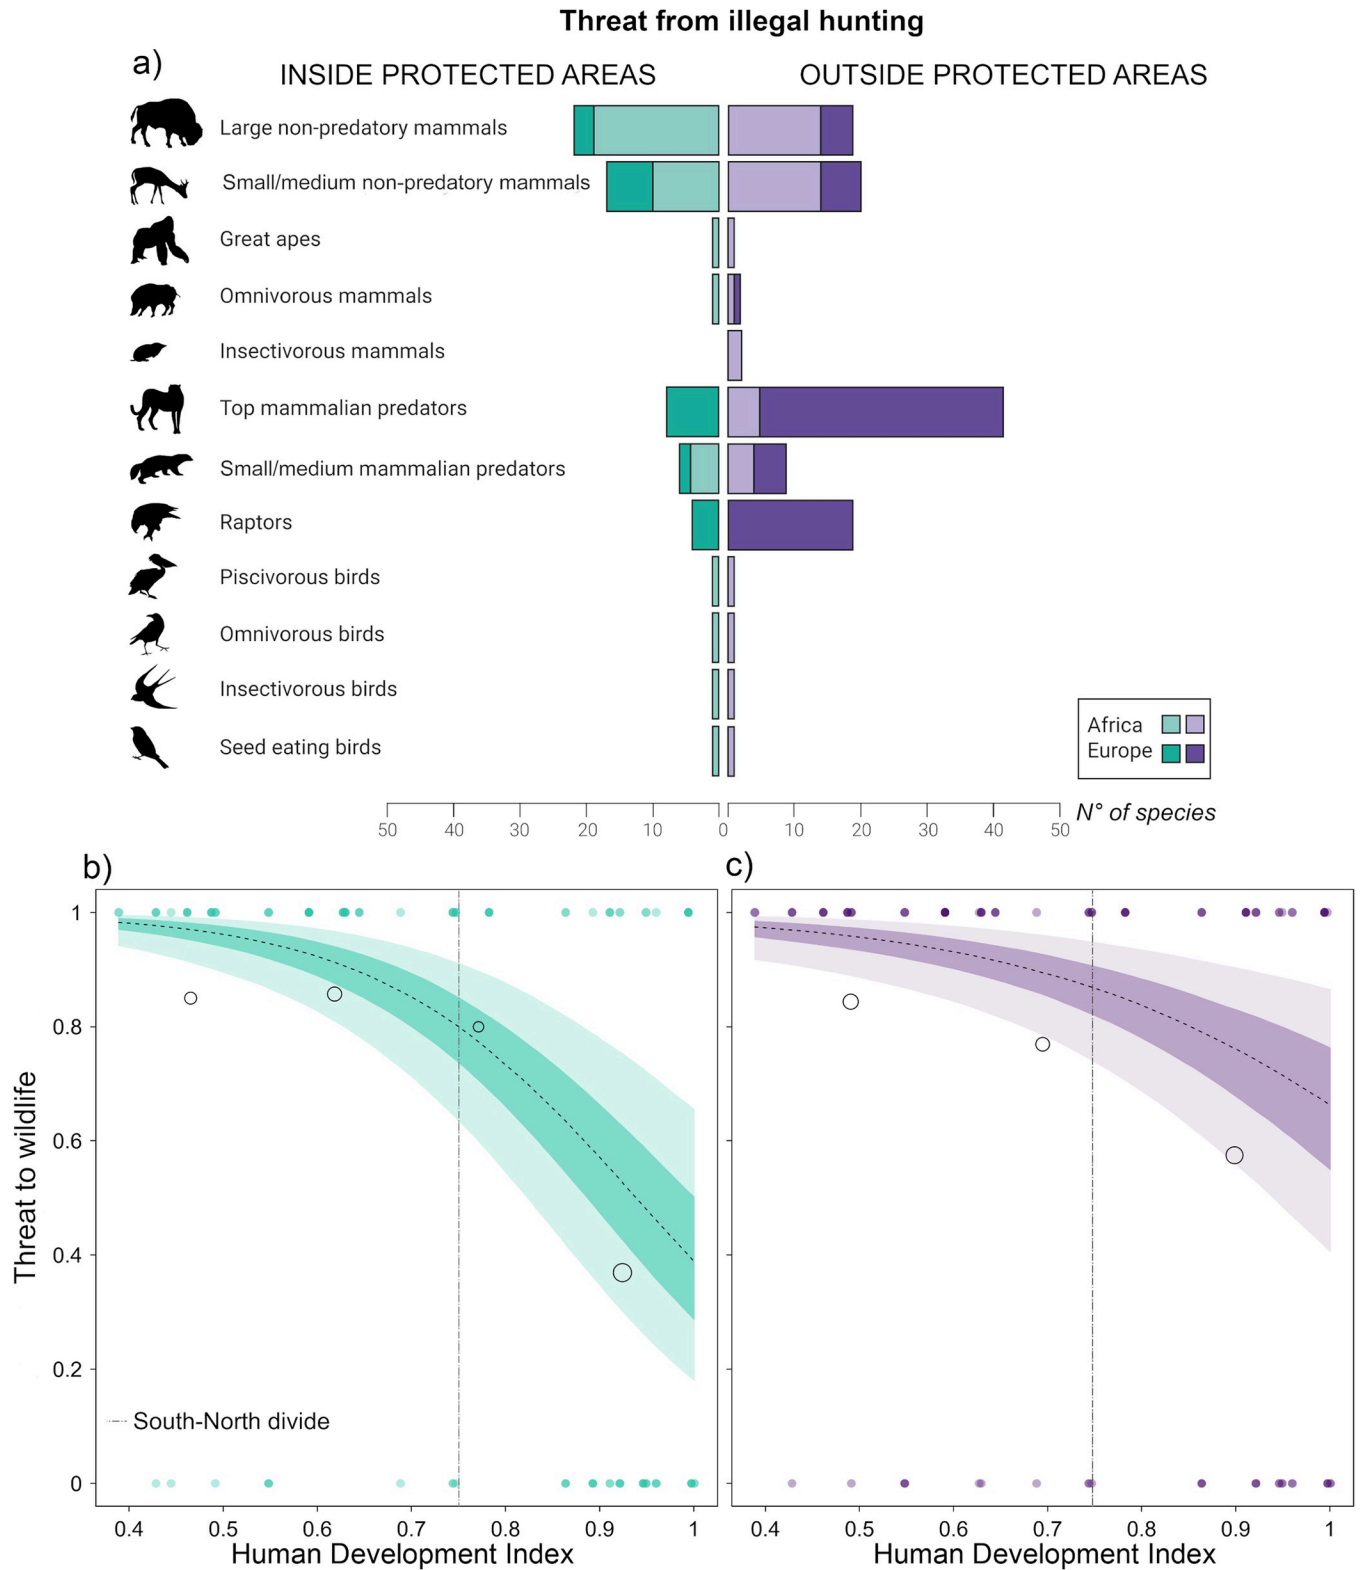 Threat from illegal hunting
a)
INSIDE PROTECTED AREAS OUTSIDE PROTECTED AREAS
Large non-predatory mammals
Small/medium non-predatory mammals
Great apes
Omnivorous mammals
Insectivorous mammals
Top mammalian predators
Small/medium mammalian predators
Raptors
Piscivorous birds
Omnivorous birds
Insectivorous birds
Seed eating birds
Africa
Europe
50 40 30 20 10 0 10 20 30 40 50 N° of species
b) c)
Threat to wildlife
1
0.8
0.6
0.4
0.2
0
South-North divide
0.4 0.5 0.6 0.7 0.8 0.9 1 0.4 0.5 0.6 0.7 0.8 0.9 1
Human Development Index Human Development Index